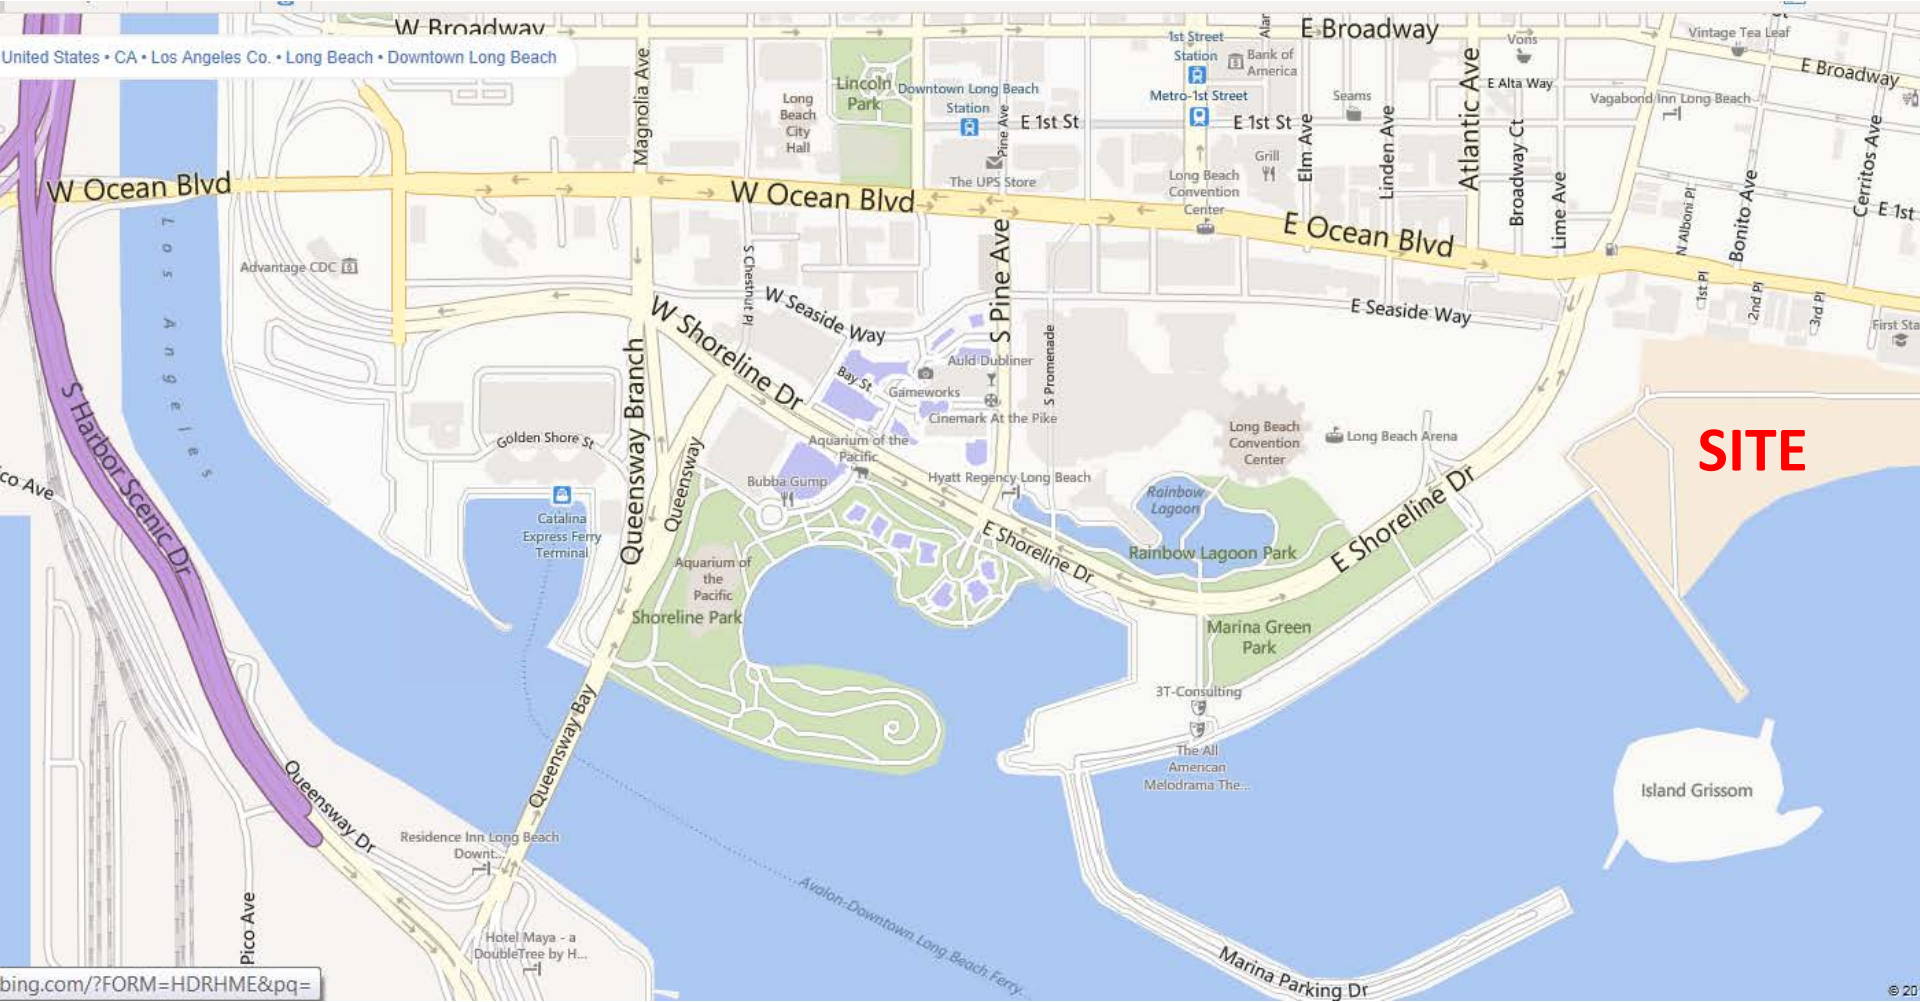 W Broadway
E Broadway
United States • CA • Los Angeles Co. • Long Beach • Downtown Long Beach
1st Street
Station
Bank of
America
Metro-1st Street
Vons
Vintage Tea Leaf
E Broadway
E Alta Way
Vagabond Inn Long Beach
Seams
Lincoln
Park
Downtown Long Beach
Station
Long
Beach
City
Hall
Magnolia Ave
Pine Ave
E 1st St
E 1st St
Elm Ave
Linden Ave
Atlantic Ave
Broadway Ct
Lime Ave
N Alboni Pl
Bonito Ave
Cerritos Ave
E 1st
Grill
The UPS Store
Long Beach
Convention
Center
W Ocean Blvd
W Ocean Blvd
E Ocean Blvd
Los Angeles
Advantage CDC
S Chestnut Pl
W Seaside Way
S Pine Ave
S Promenade
E Seaside Way
1st Pl
2nd Pl
3rd Pl
First Sta
W Shoreline Dr
Bay St
Auld Dubliner
Gameworks
Cinemark At the Pike
Queensway Branch
Queensway
Golden Shore St
S Harbor Scenic Dr
co Ave
Aquarium of the
Pacific
Bubba Gump
Hyatt Regency Long Beach
Long Beach
Convention
Center
Long Beach Arena
SITE
Rainbow
Lagoon
Rainbow Lagoon Park
Catalina
Express Ferry
Terminal
Aquarium of
the
Pacific
Shoreline Park
E Shoreline Dr
E Shoreline Dr
Marina Green
Park
3T-Consulting
The All
American
Melodrama The...
Island Grissom
Queensway Bay
Queensway Dr
Residence Inn Long Beach
Downt...
Avalon-Downtown Long Beach Ferry
Pico Ave
Hotel Maya - a
DoubleTree by H...
Marina Parking Dr
bing.com/?FORM=HDRHME&pq=
© 20